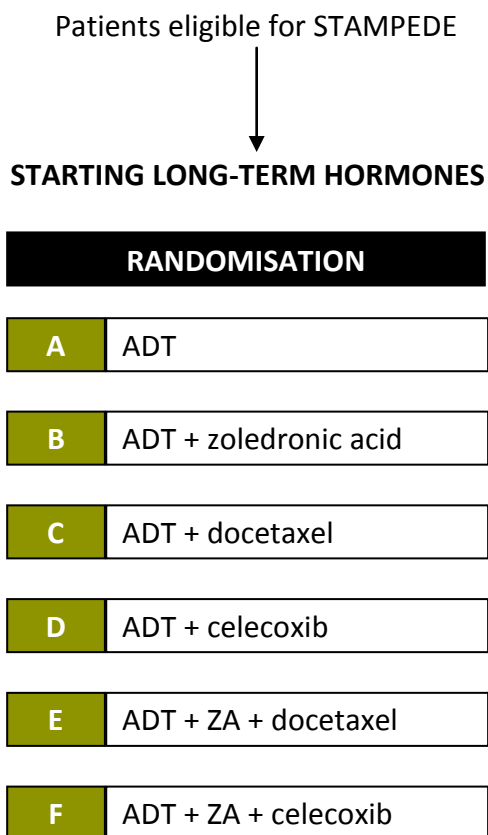 Patients eligible for STAMPEDE
STARTING LONG-TERM HORMONES
RANDOMISATION
A ADT
B ADT + zoledronic acid
C ADT + docetaxel
D ADT + celecoxib
E ADT + ZA + docetaxel
F ADT + ZA + celecoxib